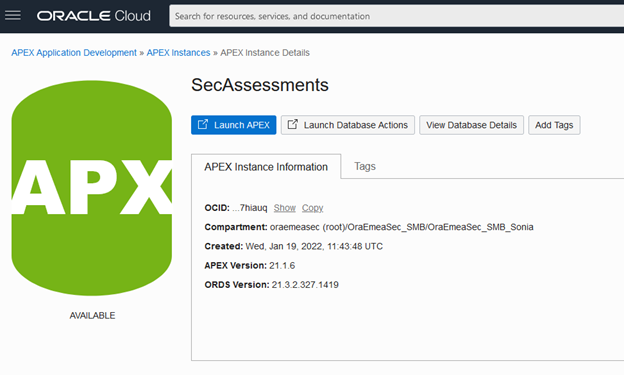 ORACLE Cloud
Search for resources, services, and documentation
APEX Application Development » APEX Instances » APEX Instance Details
APX
AVAILABLE
SecAssessments
Launch APEX
Launch Database Actions
View Database Details
Add Tags
APEX Instance Information
Tags
OCID: ...7hiauq Show Copy
Compartment: oraemeasec (root)/OraEmeaSec_SMB/OraEmeaSec_SMB_Sonia
Created: Wed, Jan 19, 2022, 11:43:48 UTC
APEX Version: 21.1.6
ORDS Version: 21.3.2.327.1419